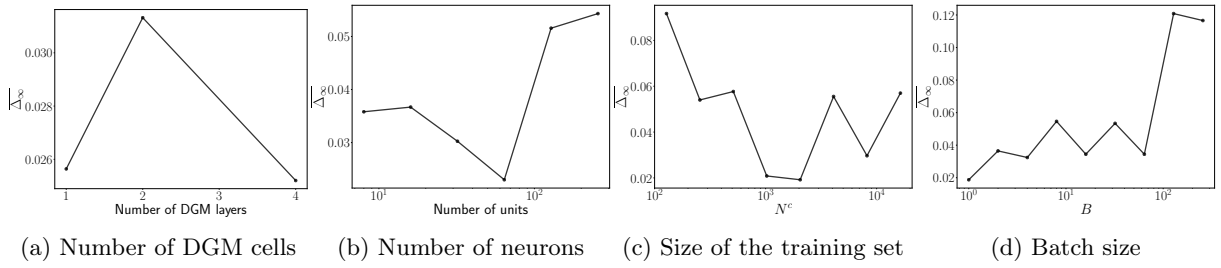 0.030
0.028
0.026
Δ∞
1
2
3
4
Number of DGM layers
(a) Number of DGM cells
0.05
0.04
0.03
Δ∞
10¹
10²
Number of units
(b) Number of neurons
0.08
0.06
0.04
0.02
Δ∞
10²
10³
10⁴
Nᶜ
(c) Size of the training set
0.12
0.10
0.08
0.06
0.04
0.02
Δ∞
10⁰
10¹
10²
B
(d) Batch size